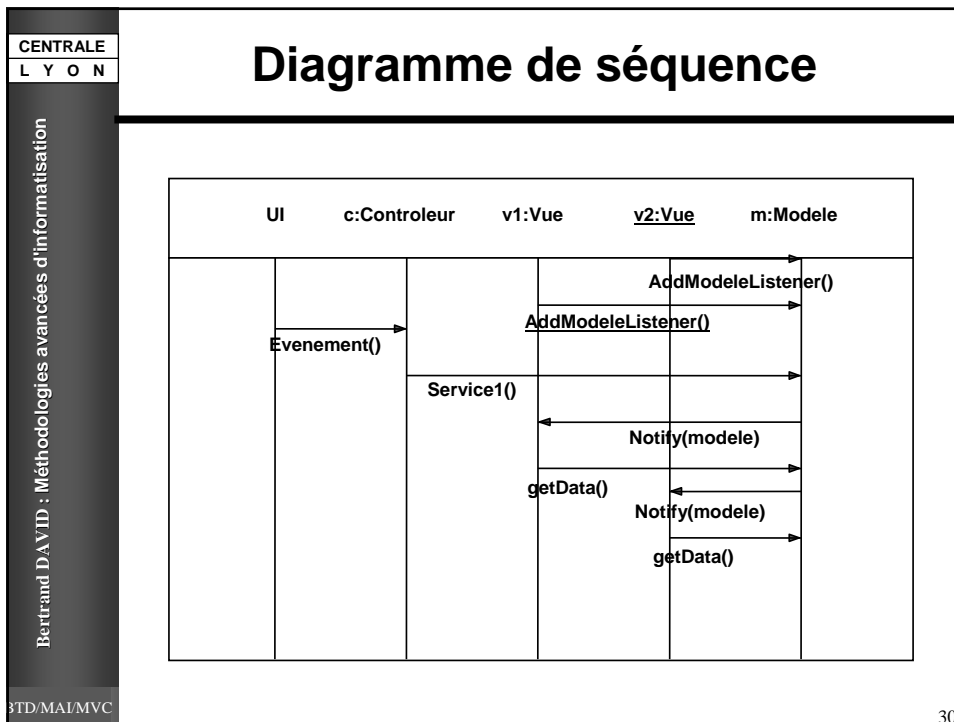 CENTRALE
L Y O N
Diagramme de séquence
Bertrand DAVID : Méthodologies avancées d'informatisation
UI c:Controleur v1:Vue v2:Vue m:Modele
AddModeleListener()
AddModeleListener()
Evenement()
Service1()
Notify(modele)
getData()
Notify(modele)
getData()
BTD/MAI/MVC
30